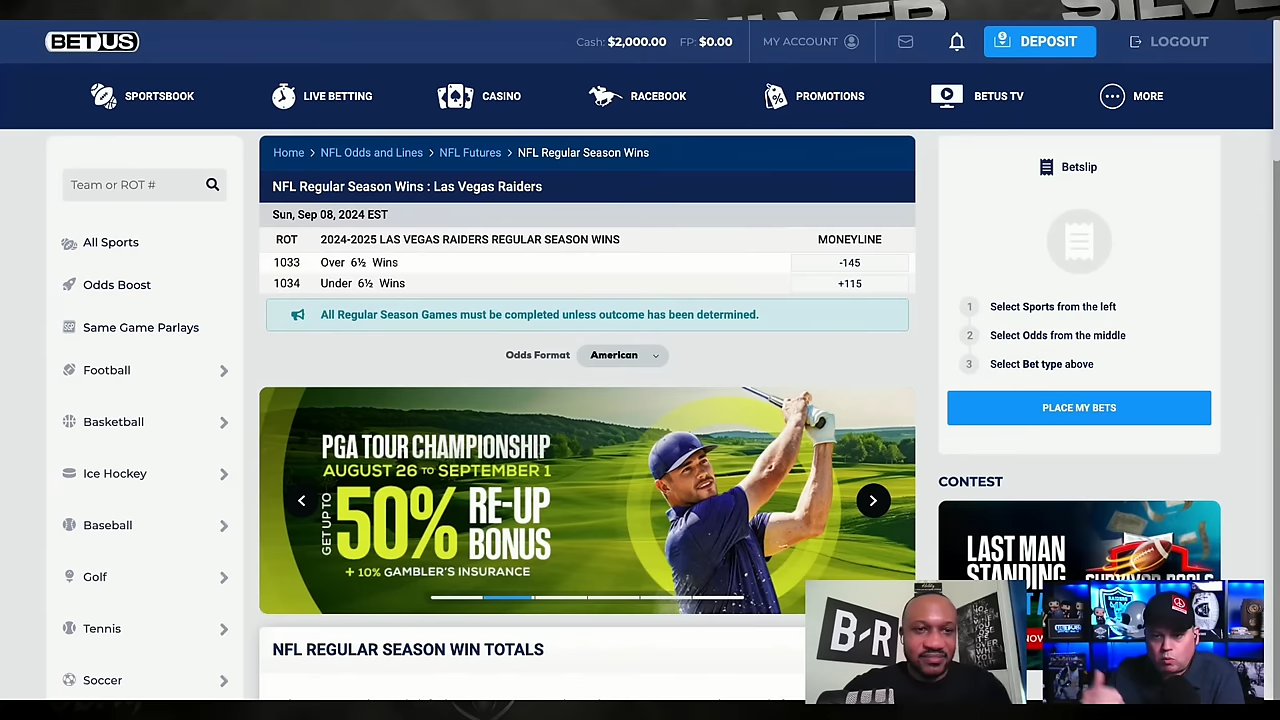 SILVER
SILV
BETUS
Cash: $2,000.00 FP: $0.00
MY ACCOUNT
DEPOSIT
LOGOUT
SPORTSBOOK
LIVE BETTING
CASINO
RACEBOOK
PROMOTIONS
BETUS TV
MORE
Team or ROT #
All Sports
Odds Boost
Same Game Parlays
Football
Basketball
Ice Hockey
Baseball
Golf
Tennis
Soccer
Home > NFL Odds and Lines > NFL Futures > NFL Regular Season Wins
NFL Regular Season Wins : Las Vegas Raiders
Sun, Sep 08, 2024 EST
ROT 2024-2025 LAS VEGAS RAIDERS REGULAR SEASON WINS MONEYLINE
1033 Over 6½ Wins -145
1034 Under 6½ Wins +115
All Regular Season Games must be completed unless outcome has been determined.
Odds Format American
PGA TOUR CHAMPIONSHIP
AUGUST 26 TO SEPTEMBER 1
GET UP TO
50% RE-UP
BONUS
+ 10% GAMBLER'S INSURANCE
NFL REGULAR SEASON WIN TOTALS
Betslip
1 Select Sports from the left
2 Select Odds from the middle
3 Select Bet type above
PLACE MY BETS
CONTEST
LAST MAN
STANDING
SURVIVOR POOLS
NOW
B-R